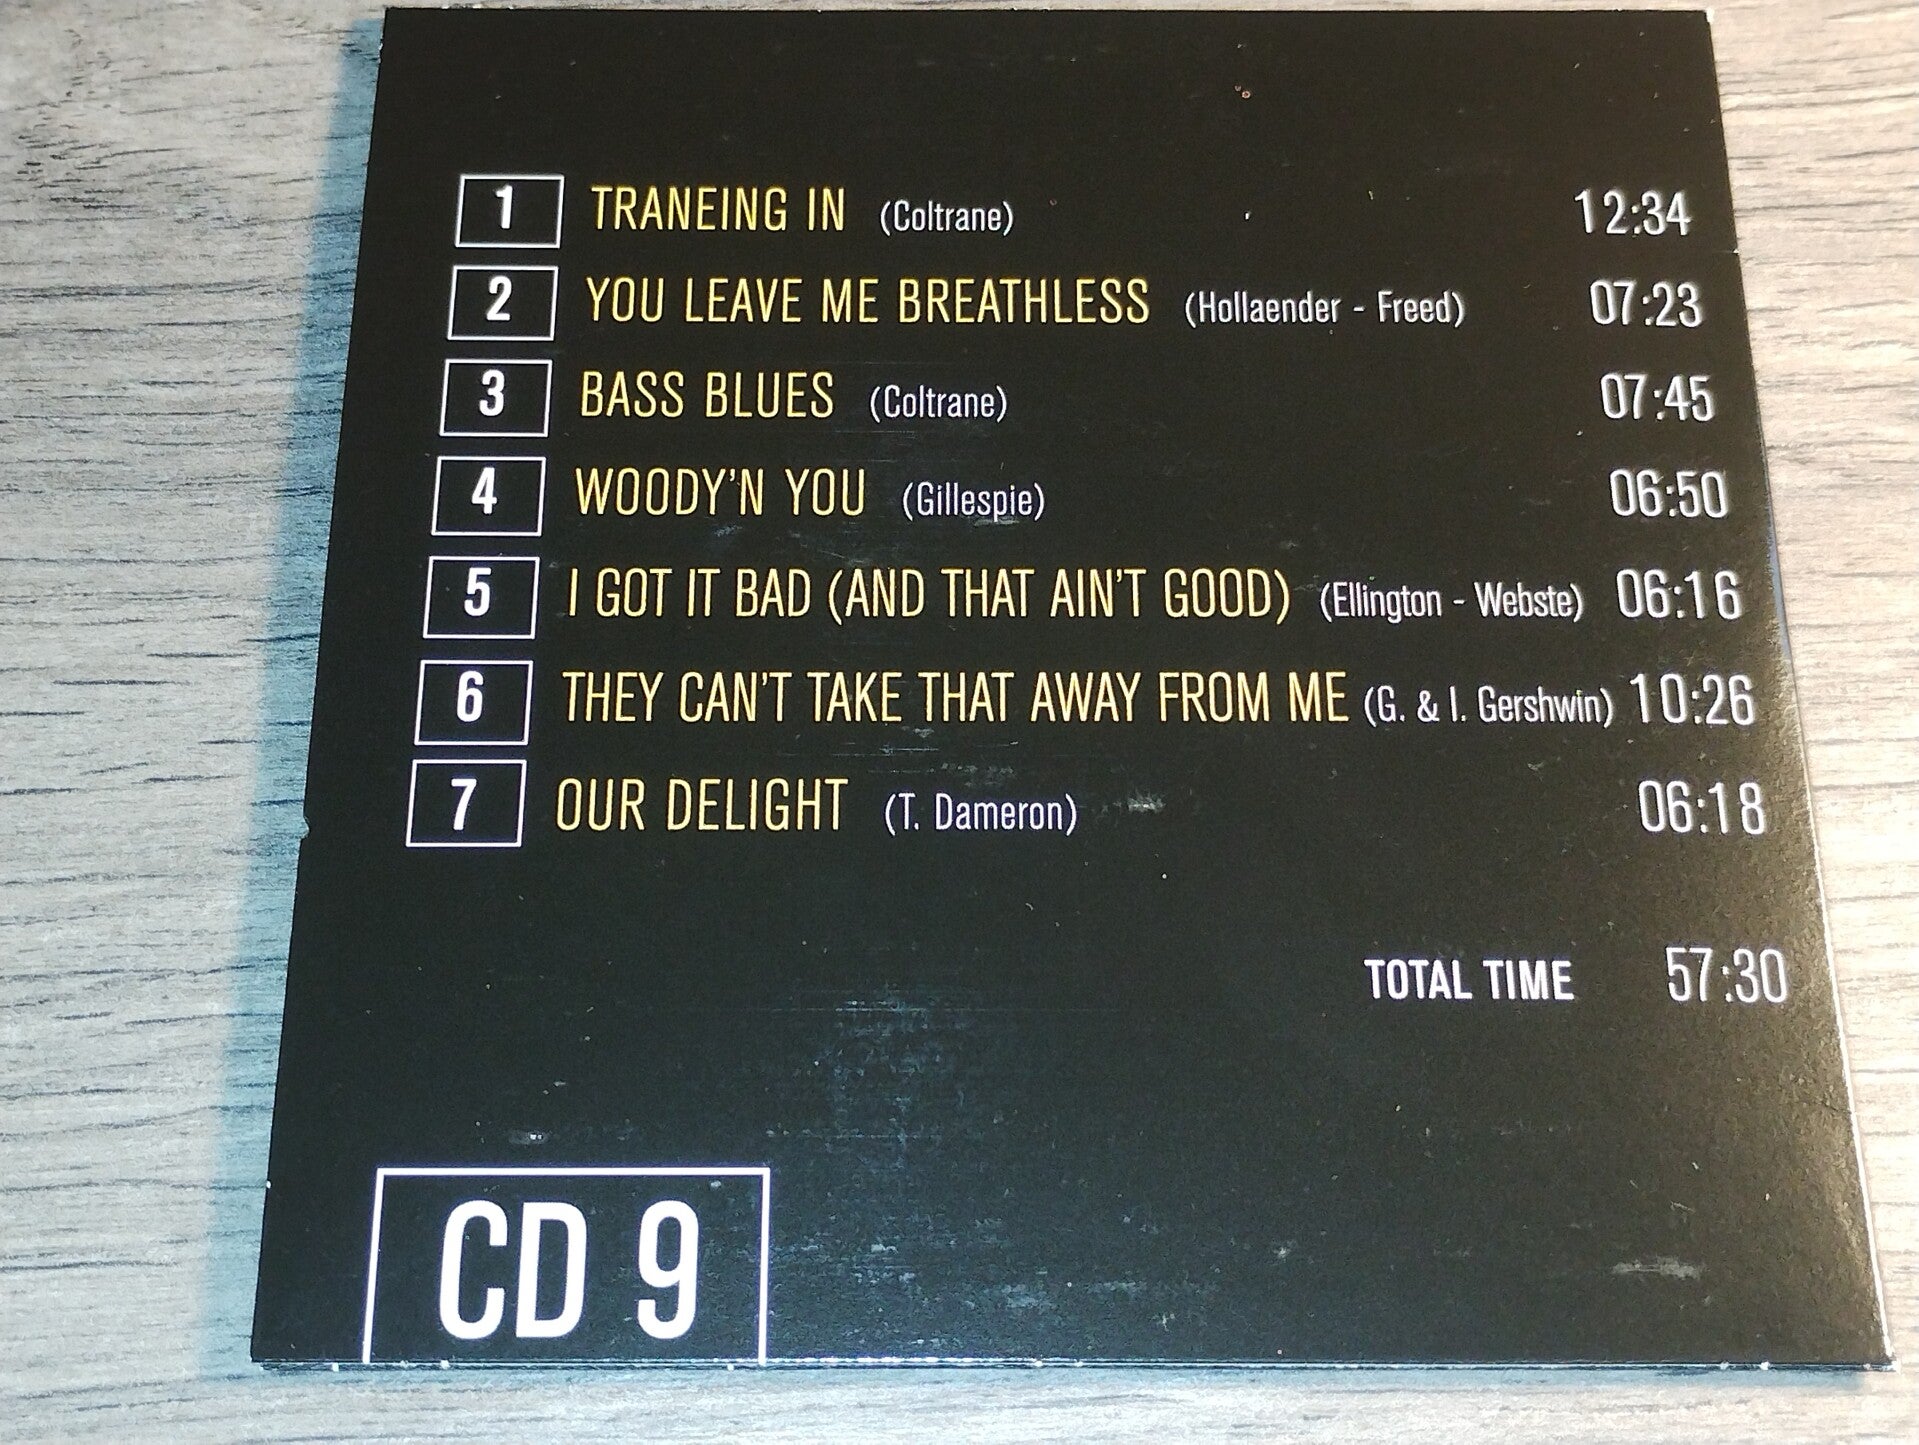 1 TRANEING IN (Coltrane) 12:34
2 YOU LEAVE ME BREATHLESS (Hollaender - Freed) 07:23
3 BASS BLUES (Coltrane) 07:45
4 WOODY'N YOU (Gillespie) 06:50
5 I GOT IT BAD (AND THAT AIN'T GOOD) (Ellington - Webste) 06:16
6 THEY CAN'T TAKE THAT AWAY FROM ME (G. & I. Gershwin) 10:26
7 OUR DELIGHT (T. Dameron) 06:18
TOTAL TIME 57:30
CD 9